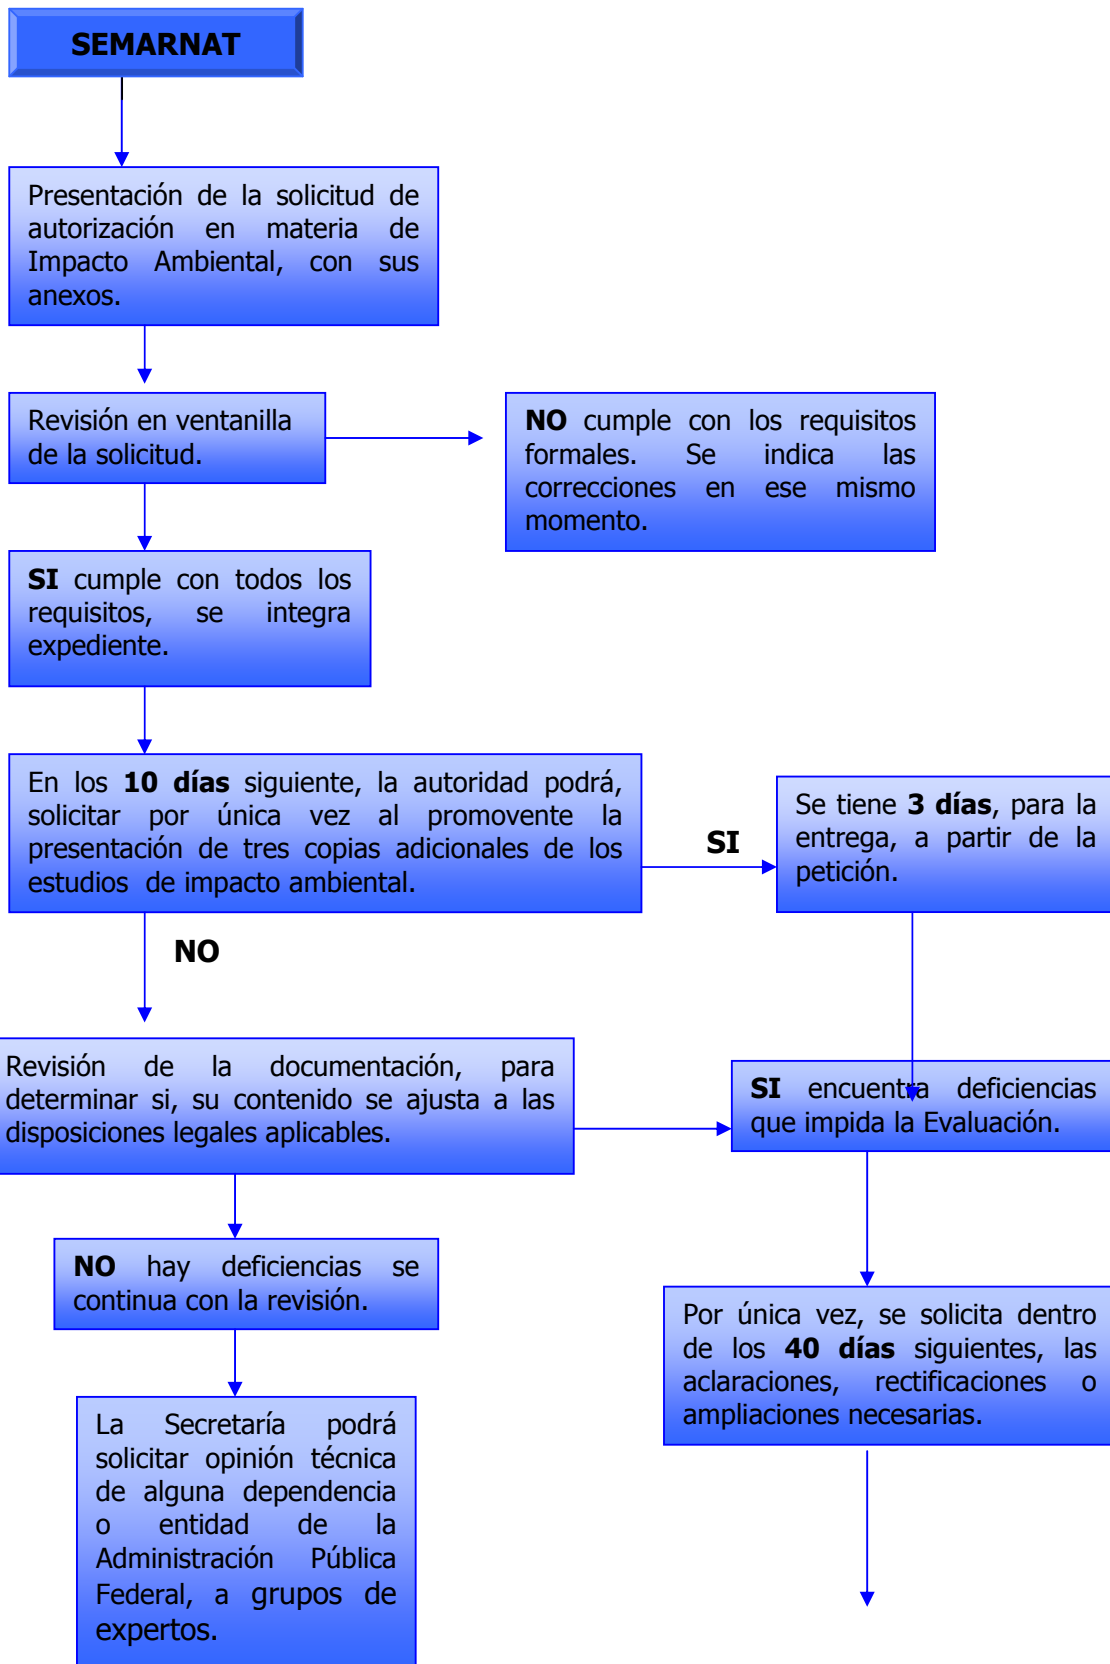 SEMARNAT
Presentación de la solicitud de
autorización en materia de
Impacto Ambiental, con sus
anexos.
Revisión en ventanilla
de la solicitud.
NO cumple con los requisitos
formales. Se indica las
correcciones en ese mismo
momento.
SI cumple con todos los
requisitos, se integra
expediente.
En los 10 días siguiente, la autoridad podrá,
solicitar por única vez al promovente la
presentación de tres copias adicionales de los
estudios de impacto ambiental.
SI
Se tiene 3 días, para la
entrega, a partir de la
petición.
NO
Revisión de la documentación, para
determinar si, su contenido se ajusta a las
disposiciones legales aplicables.
SI encuentra deficiencias
que impida la Evaluación.
NO hay deficiencias se
continua con la revisión.
Por única vez, se solicita dentro
de los 40 días siguientes, las
aclaraciones, rectificaciones o
ampliaciones necesarias.
La Secretaría podrá
solicitar opinión técnica
de alguna dependencia
o entidad de la
Administración Pública
Federal, a grupos de
expertos.